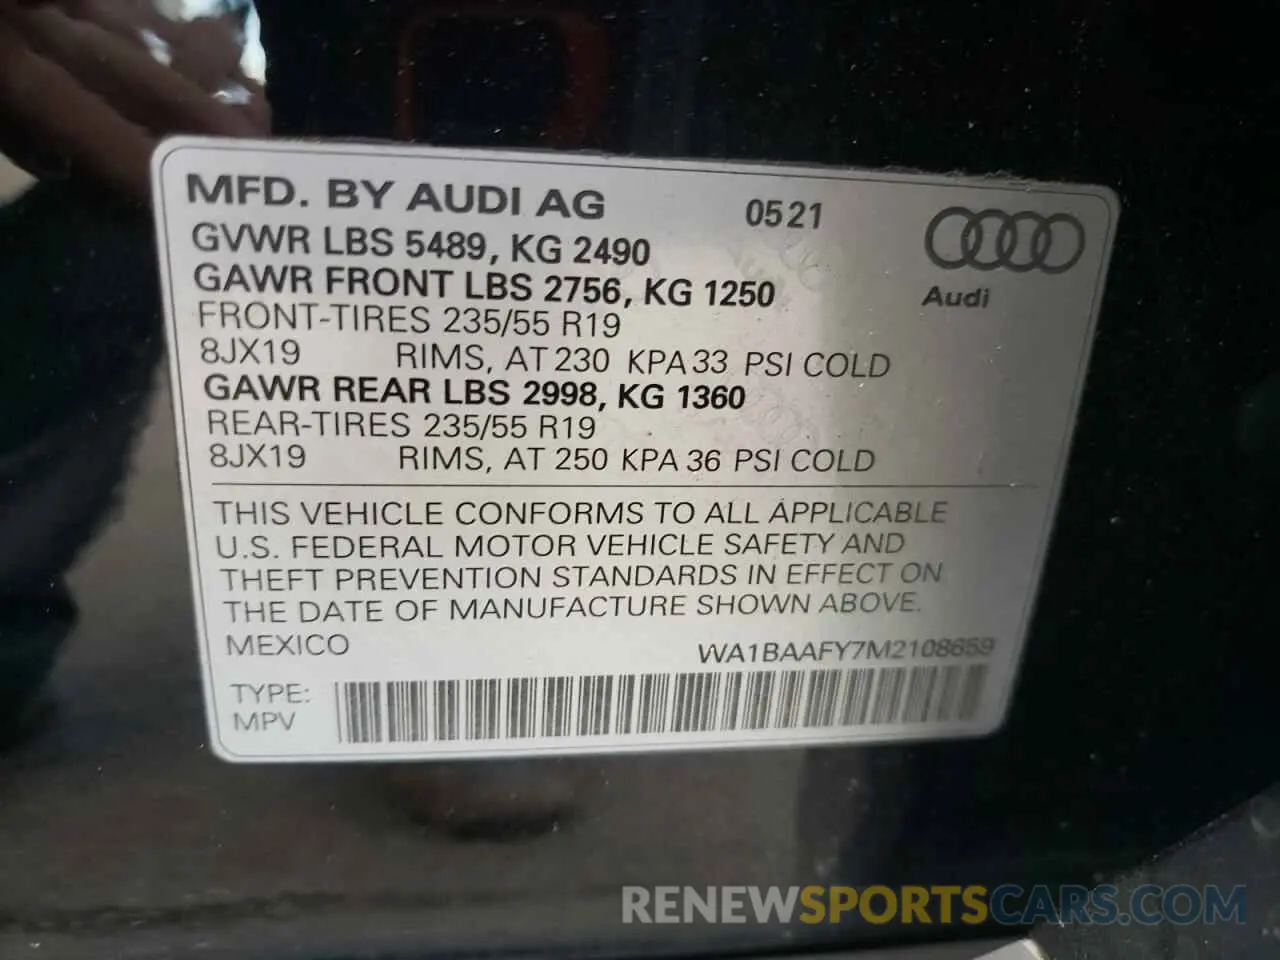 MFD. BY AUDI AG 0521
GVWR LBS 5489, KG 2490
GAWR FRONT LBS 2756, KG 1250
Audi
FRONT-TIRES 235/55 R19
8JX19 RIMS, AT 230 KPA 33 PSI COLD
GAWR REAR LBS 2998, KG 1360
REAR-TIRES 235/55 R19
8JX19 RIMS, AT 250 KPA 36 PSI COLD
THIS VEHICLE CONFORMS TO ALL APPLICABLE
U.S. FEDERAL MOTOR VEHICLE SAFETY AND
THEFT PREVENTION STANDARDS IN EFFECT ON
THE DATE OF MANUFACTURE SHOWN ABOVE.
MEXICO WA1BAAFY7M2108659
TYPE:
MPV
RENEWSPORTSCARS.COM